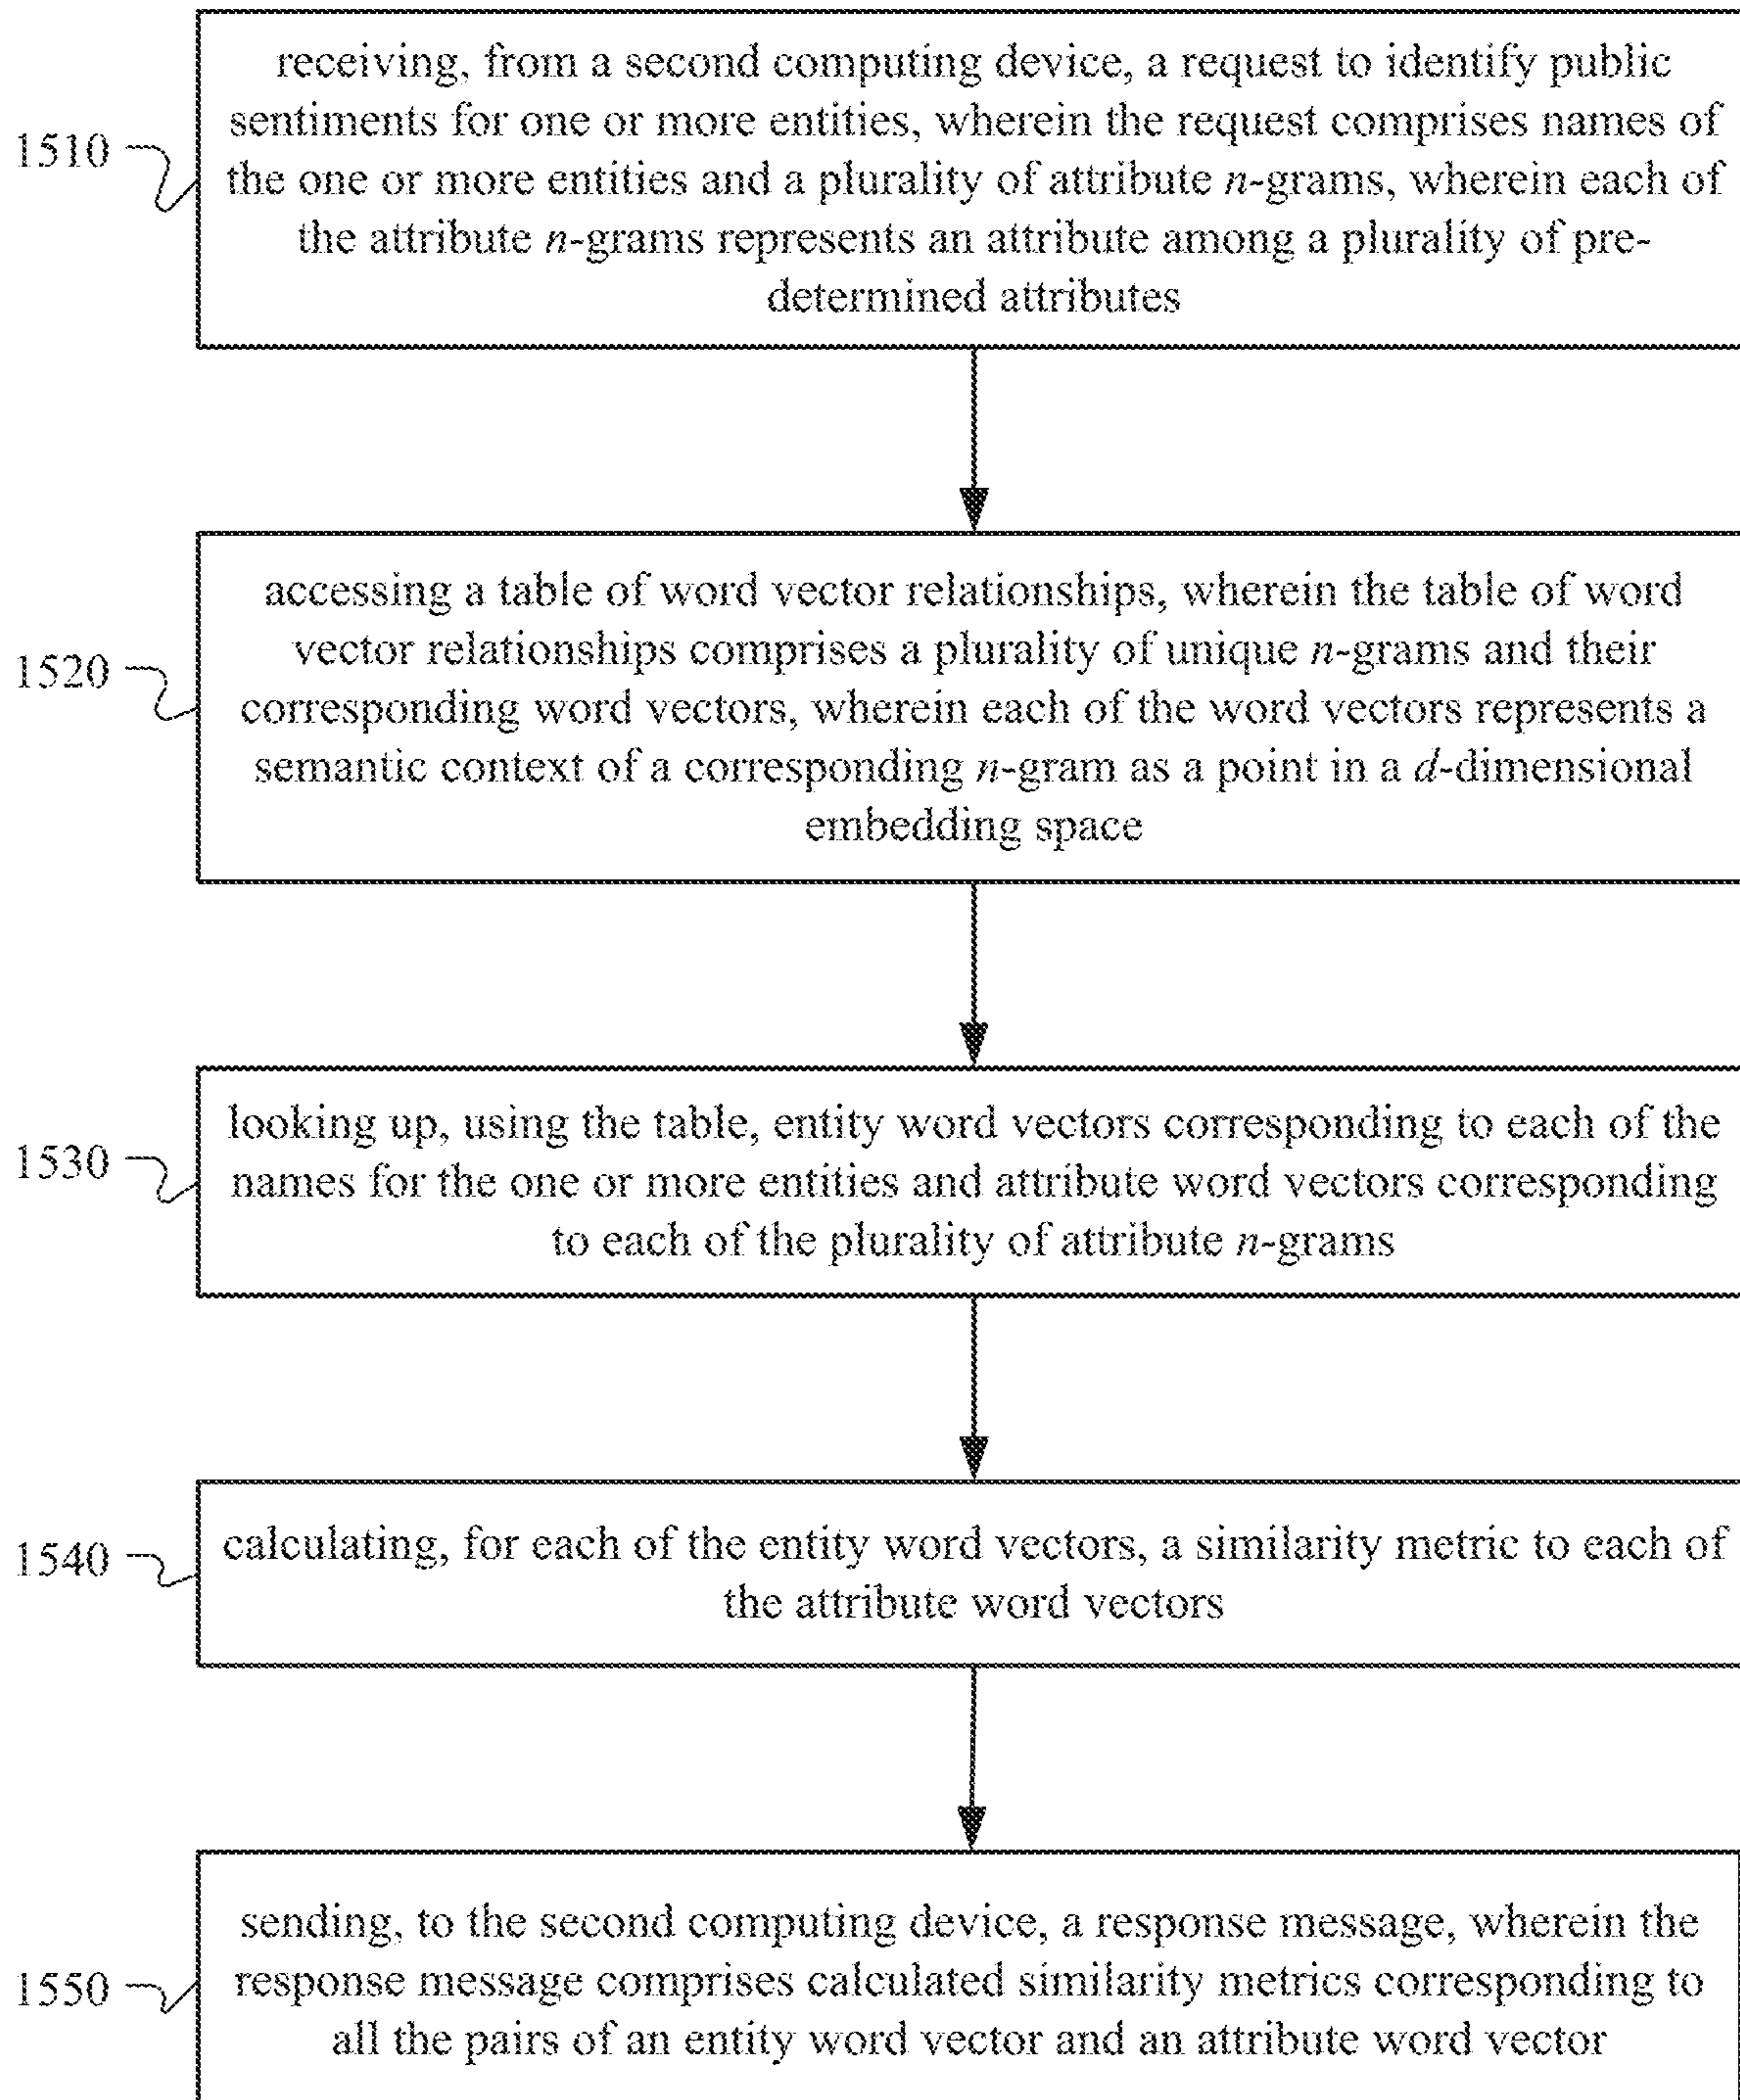 receiving, from a second computing device, a request to identify public
sentiments for one or more entities, wherein the request comprises names of
1510
the one or more entities and a plurality of attribute n-grams, wherein each of
the attribute n-grams represents an attribute among a plurality of pre-
determined attributes
accessing a table of word vector relationships, wherein the table of word
vector relationships comprises a plurality of unique n-grams and their
1520
corresponding word vectors, wherein each of the word vectors represents a
semantic context of a corresponding n-gram as a point in a d-dimensional
embedding space
looking up, using the table, entity word vectors corresponding to each of the
1530
names for the one or more entities and attribute word vectors corresponding
to each of the plurality of attribute n-grams
1540
calculating, for each of the entity word vectors, a similarity metric to each of
the attribute word vectors
sending, to the second computing device, a response message, wherein the
1550
response message comprises calculated similarity metrics corresponding to
all the pairs of an entity word vector and an attribute word vector